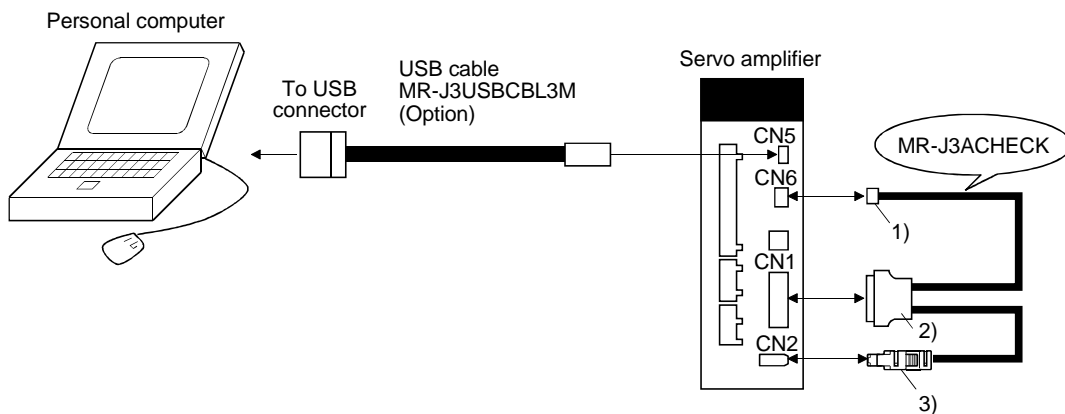 Personal computer
To USB
connector
USB cable
MR-J3USBCBL3M
(Option)
Servo amplifier
CN5
CN6
CN1
CN2
MR-J3ACHECK
1)
2)
3)